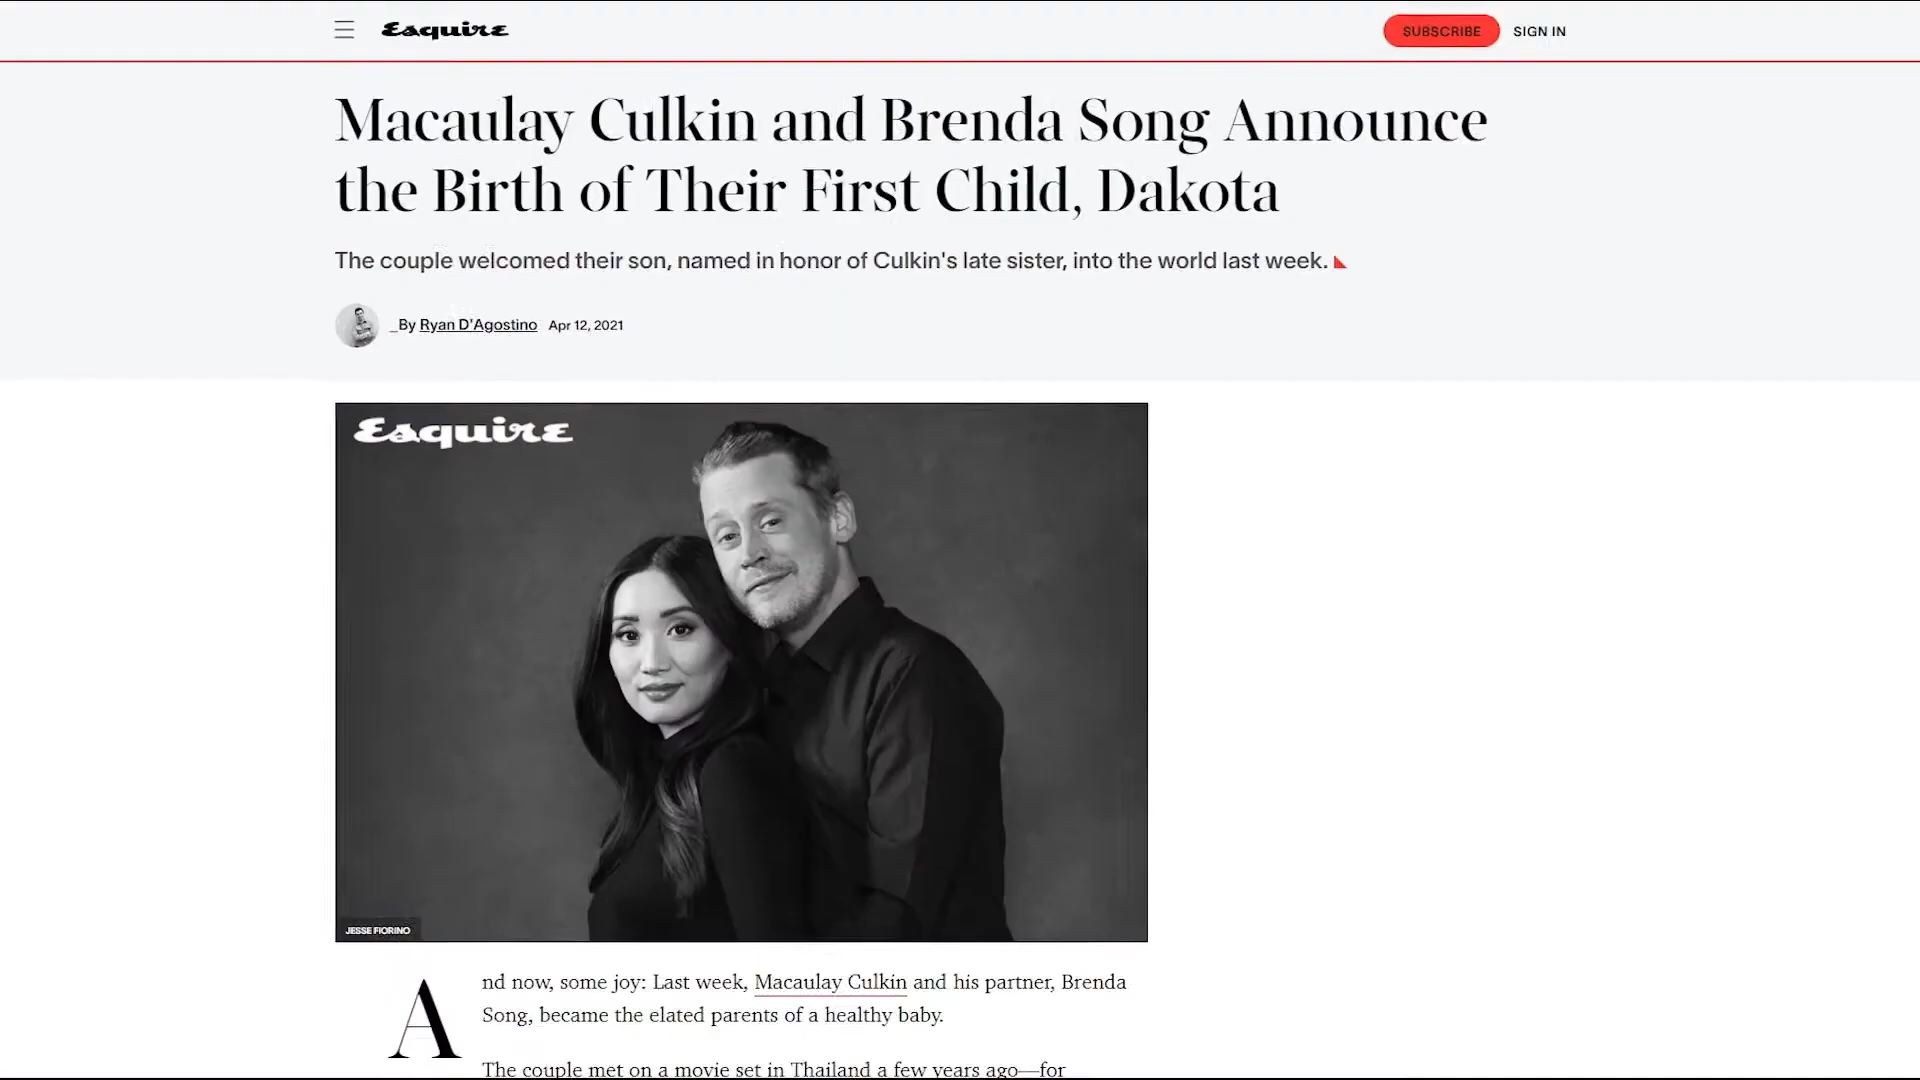 Esquire
SUBSCRIBE
SIGN IN
Macaulay Culkin and Brenda Song Announce
the Birth of Their First Child, Dakota
The couple welcomed their son, named in honor of Culkin's late sister, into the world last week.
_By Ryan D'Agostino Apr 12, 2021
Esquire
JESSE FIORINO
And now, some joy: Last week, Macaulay Culkin and his partner, Brenda
Song, became the elated parents of a healthy baby.
The couple met on a movie set in Thailand a few years ago—for